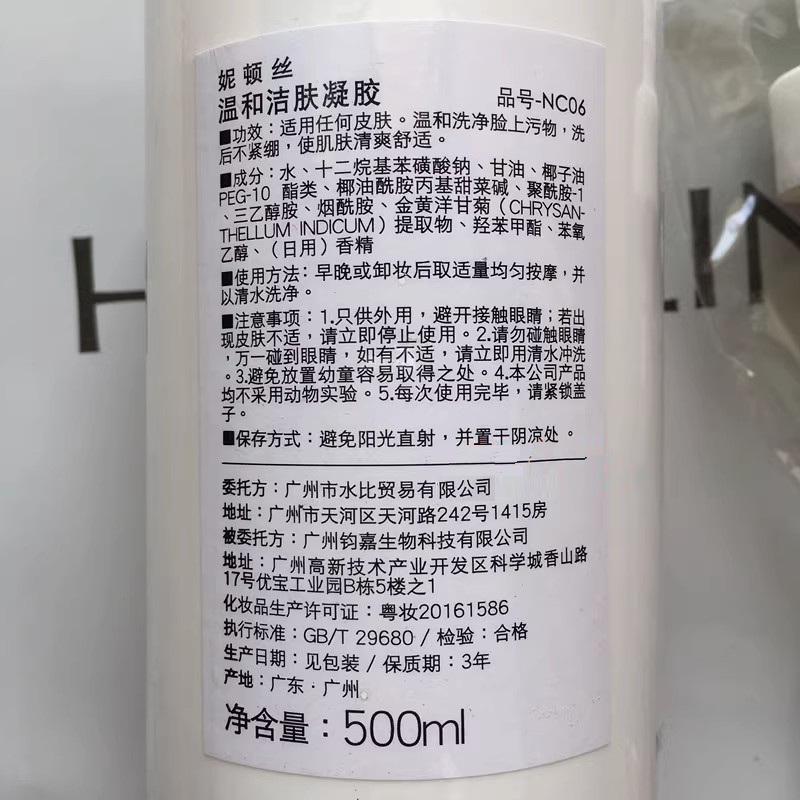 妮顿丝
温和洁肤凝胶 品号-NC06
■功效：适用任何皮肤。温和洗净脸上污物，洗
后不紧绷，使肌肤清爽舒适。
■成分：水、十二烷基苯磺酸钠、甘油、椰子油
PEG-10 酯类、椰油酰胺丙基甜菜碱、聚酰胺-1
、三乙醇胺、烟酰胺、金黄洋甘菊（CHRYSAN-
THELLUM INDICUM）提取物、羟苯甲酯、苯氧
乙醇、（日用）香精
■使用方法：早晚或卸妆后取适量均匀按摩，并
以清水洗净。
■注意事项：1.只供外用，避开接触眼睛；若出
现皮肤不适，请立即停止使用。2.请勿碰触眼睛
，万一碰到眼睛，如有不适，请立即用清水冲洗
。3.避免放置幼童容易取得之处。4.本公司产品
均不采用动物实验。5.每次使用完毕，请紧锁盖
子。
■保存方式：避免阳光直射，并置干阴凉处。
委托方：广州市水比贸易有限公司
地址：广州市天河区天河路242号1415房
被委托方：广州钧嘉生物科技有限公司
地址：广州高新技术产业开发区科学城香山路
17号优宝工业园B栋5楼之1
化妆品生产许可证：粤妆20161586
执行标准：GB/T 29680 / 检验：合格
生产日期：见包装 / 保质期：3年
产地：广东·广州
净含量：500ml
H LIN